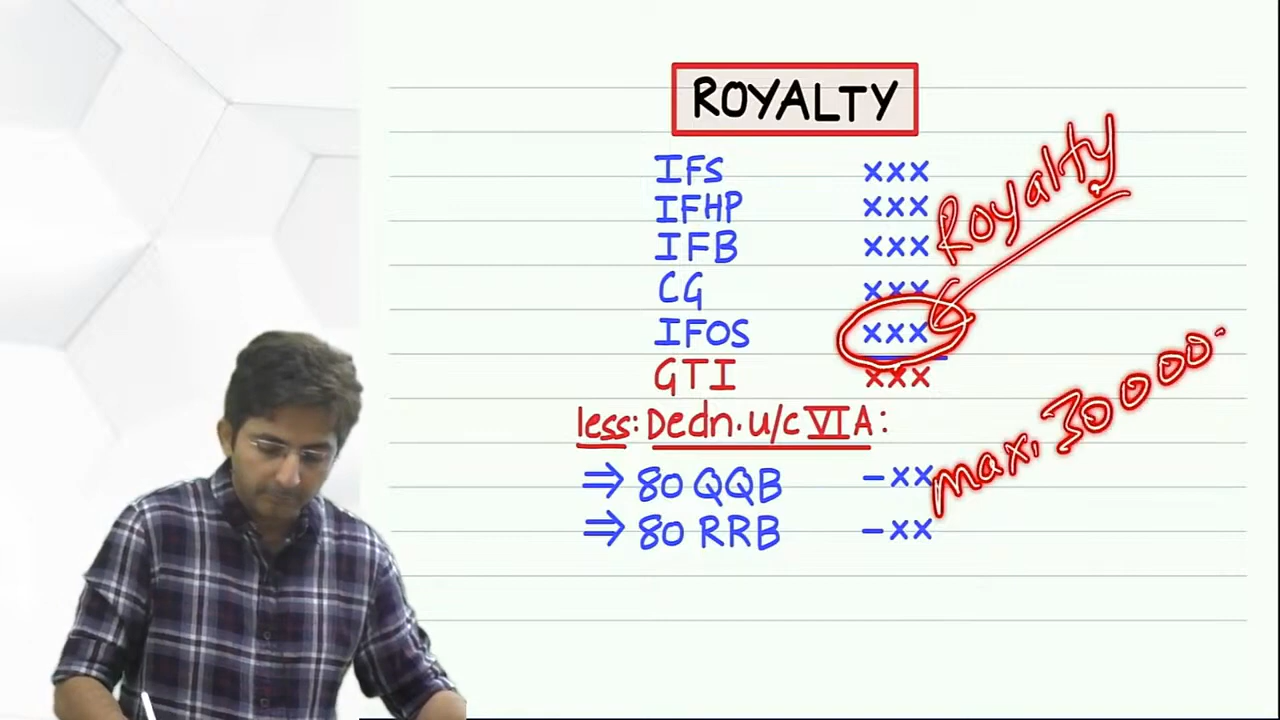 ROYALTY
IFS xxx
IFHP xxx
IFB xxx
CG xxx
IFOS xxx
GTI xxx
less: Dedn. u/c VIA:
⇒ 80 QQB -xx
⇒ 80 RRB -xx
Royalty
max. 30000.